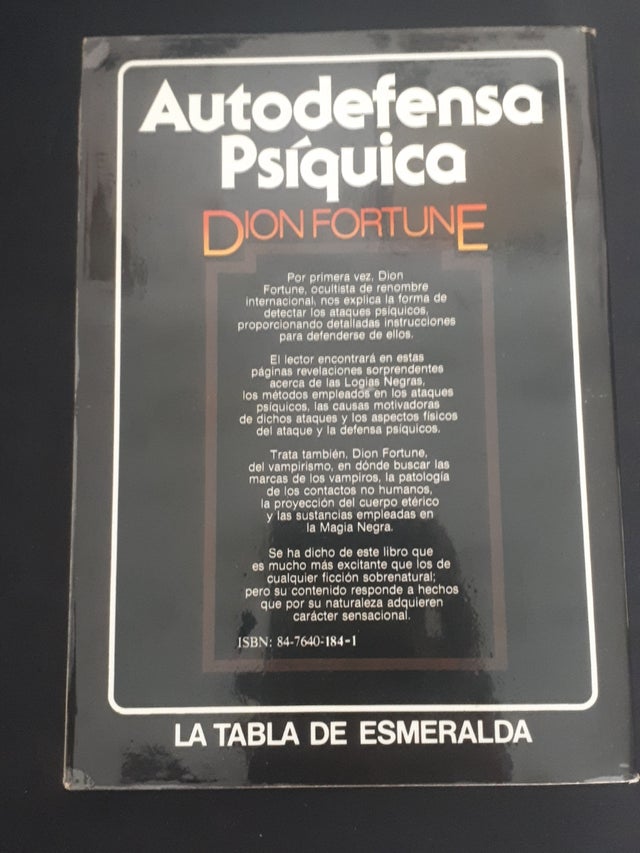 Autodefensa
Psíquica
DION FORTUNE
Por primera vez, Dion
Fortune, ocultista de renombre
internacional, nos explica la forma de
detectar los ataques psíquicos,
proporcionando detalladas instrucciones
para defenderse de ellos.
El lector encontrará en estas
páginas revelaciones sorprendentes
acerca de las Logias Negras,
los métodos empleados en los ataques
psíquicos, las causas motivadoras
de dichos ataques y los aspectos físicos
del ataque y la defensa psíquicos.
Trata también, Dion Fortune,
del vampirismo, en dónde buscar las
marcas de los vampiros, la patología
de los contactos no humanos,
la proyección del cuerpo etérico
y las sustancias empleadas en
la Magia Negra.
Se ha dicho de este libro que
es mucho más excitante que los de
cualquier ficción sobrenatural;
pero su contenido responde a hechos
que por su naturaleza adquieren
carácter sensacional.
ISBN: 84-7640-184-1
LA TABLA DE ESMERALDA